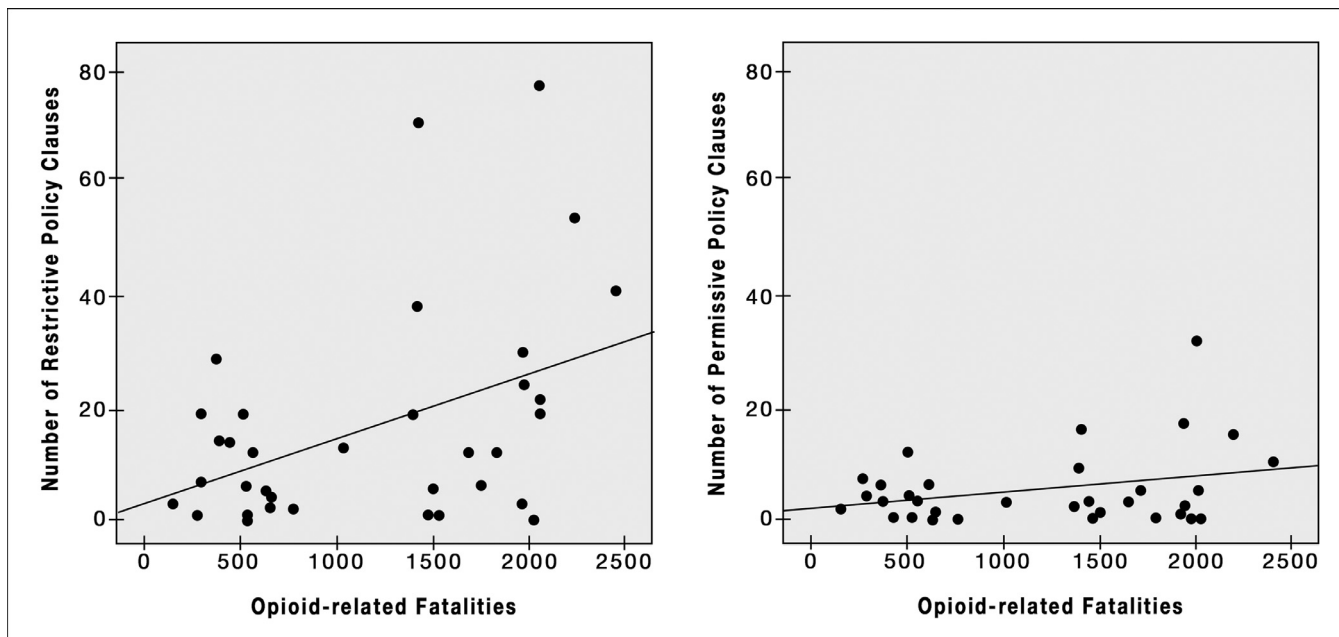 Number of Restrictive Policy Clauses
80
60
40
20
0
0 500 1000 1500 2000 2500
Opioid-related Fatalities
Number of Permissive Policy Clauses
80
60
40
20
0
0 500 1000 1500 2000 2500
Opioid-related Fatalities